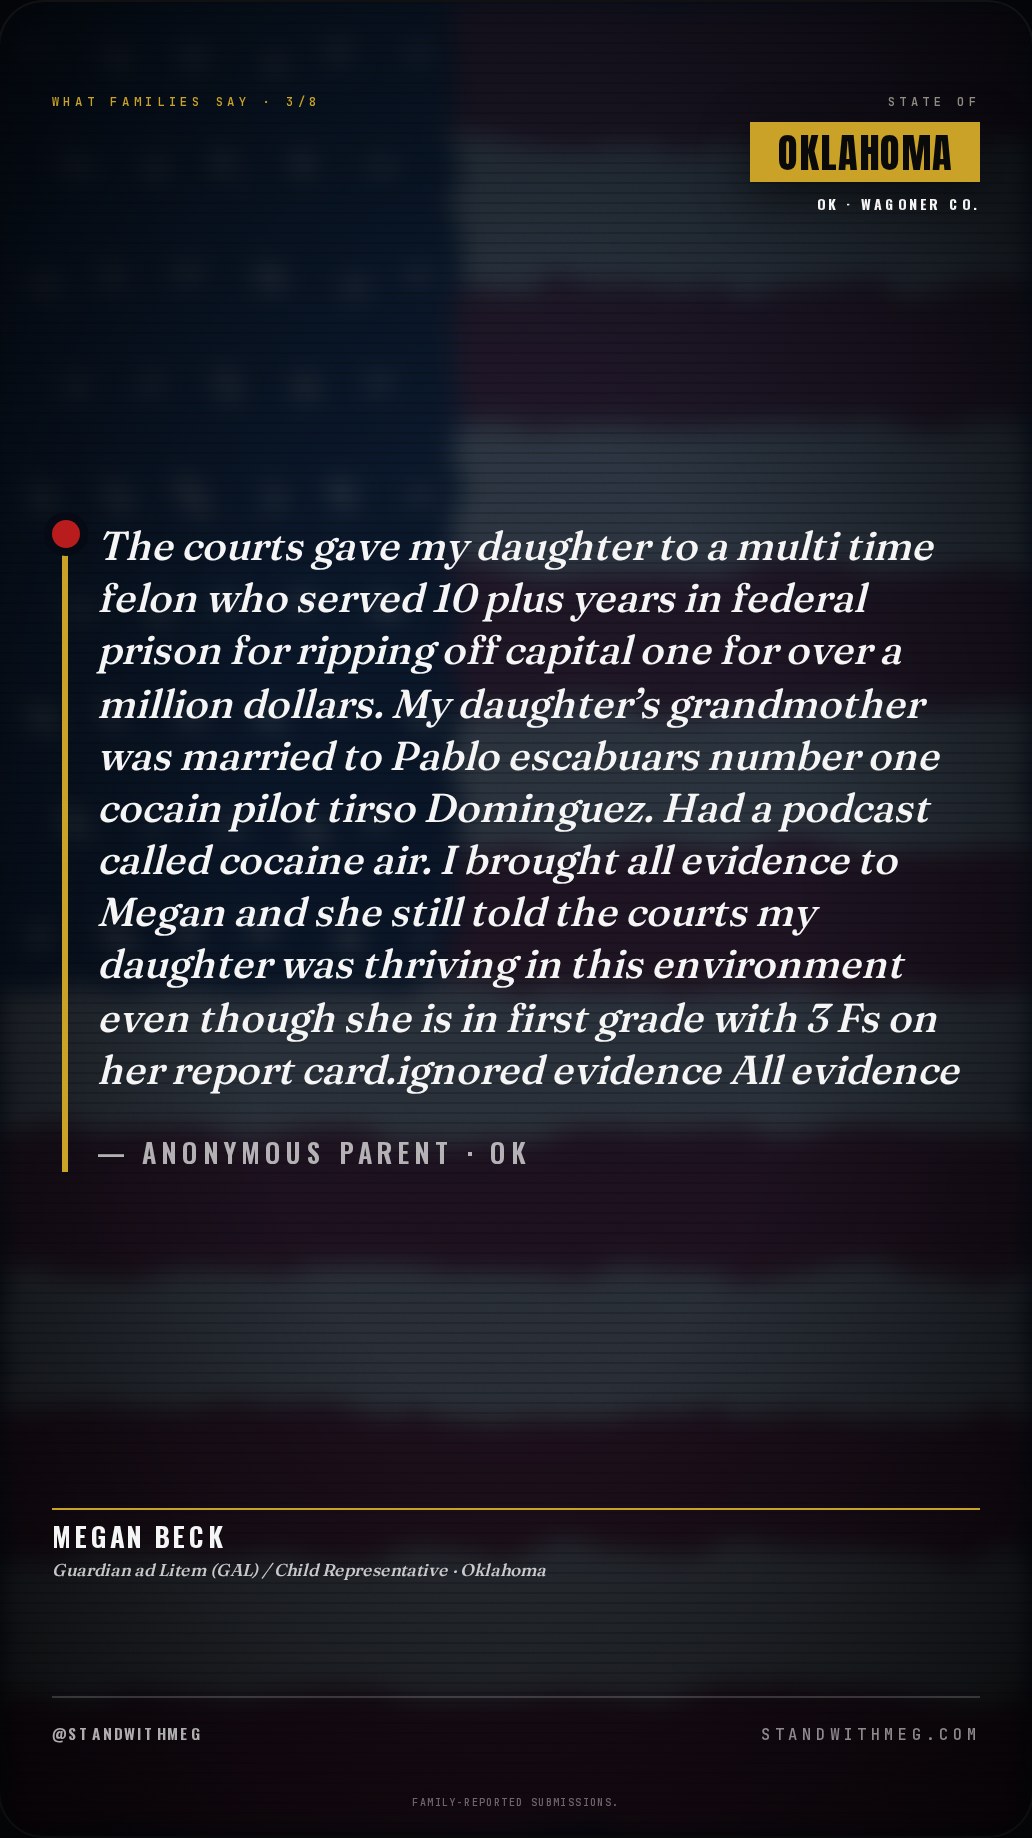 WHAT FAMILIES SAY · 3/8
STATE OF
OKLAHOMA
OK · WAGONER CO.
The courts gave my daughter to a multi time
felon who served 10 plus years in federal
prison for ripping off capital one for over a
million dollars. My daughter’s grandmother
was married to Pablo escabuars number one
cocain pilot tirso Dominguez. Had a podcast
called cocaine air. I brought all evidence to
Megan and she still told the courts my
daughter was thriving in this environment
even though she is in first grade with 3 Fs on
her report card.ignored evidence All evidence
— ANONYMOUS PARENT · OK
MEGAN BECK
Guardian ad Litem (GAL) / Child Representative · Oklahoma
@STANDWITHMEG
STANDWITHMEG.COM
FAMILY-REPORTED SUBMISSIONS.